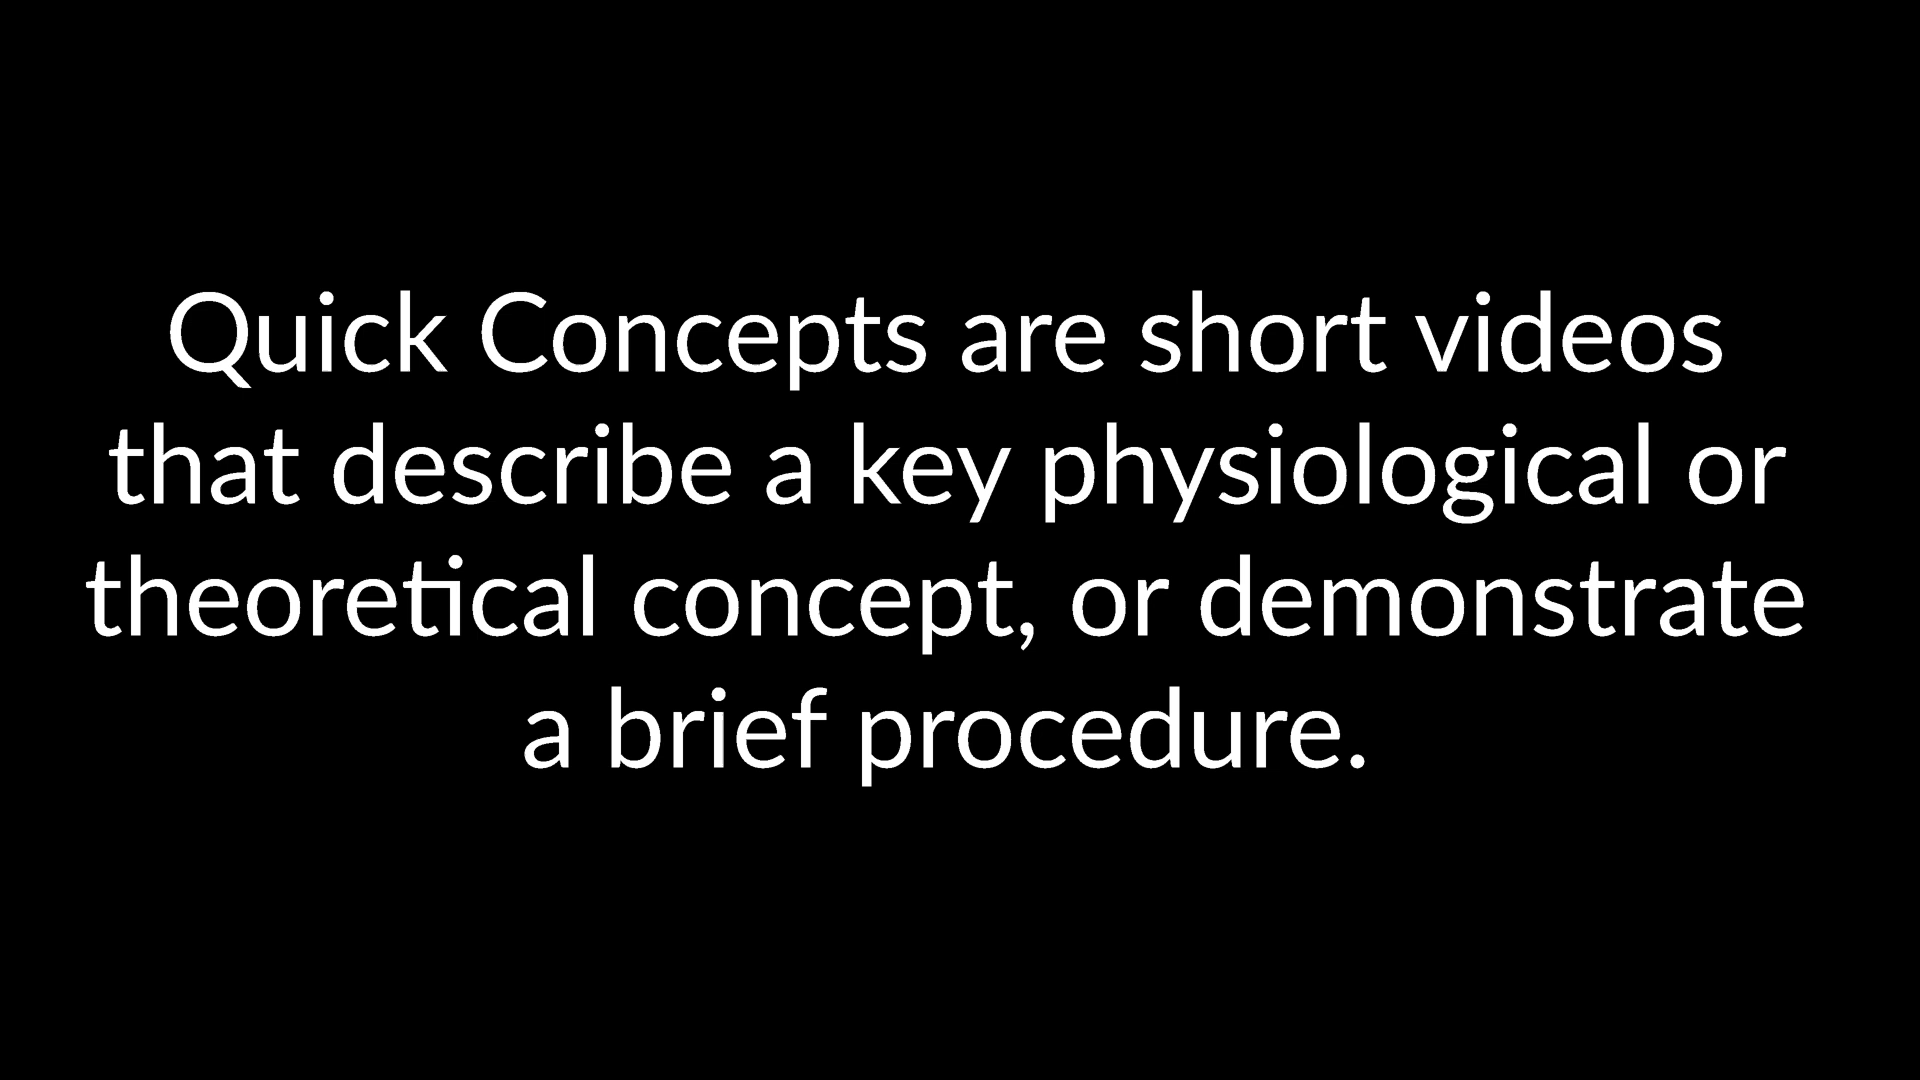 Quick Concepts are short videos
that describe a key physiological or
theoretical concept, or demonstrate
a brief procedure.